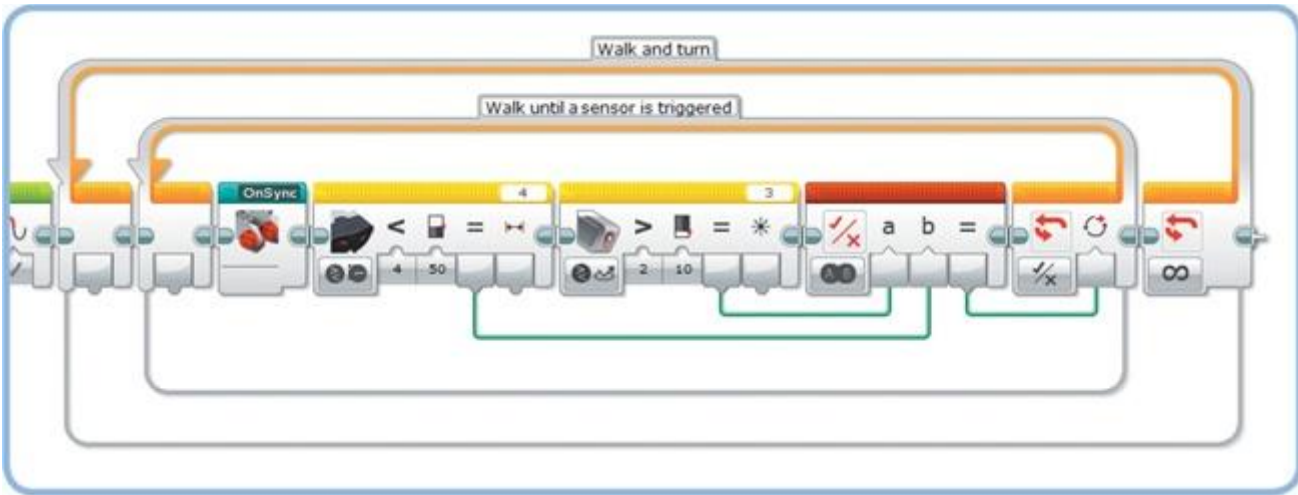 Walk and turn
Walk until a sensor is triggered
OnSync
4
3
< =
> =
a b =
4 50
2 10
A B
∞